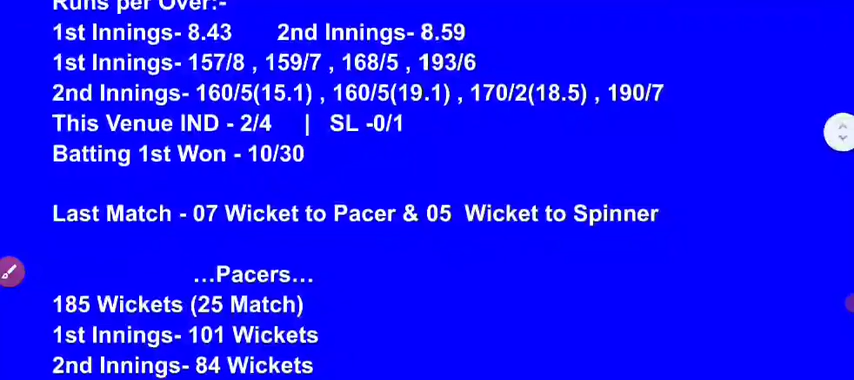 Runs per Over:-
1st Innings- 8.43 2nd Innings- 8.59
1st Innings- 157/8 , 159/7 , 168/5 , 193/6
2nd Innings- 160/5(15.1) , 160/5(19.1) , 170/2(18.5) , 190/7
This Venue IND - 2/4 | SL -0/1
Batting 1st Won - 10/30
Last Match - 07 Wicket to Pacer & 05 Wicket to Spinner
...Pacers...
185 Wickets (25 Match)
1st Innings- 101 Wickets
2nd Innings- 84 Wickets